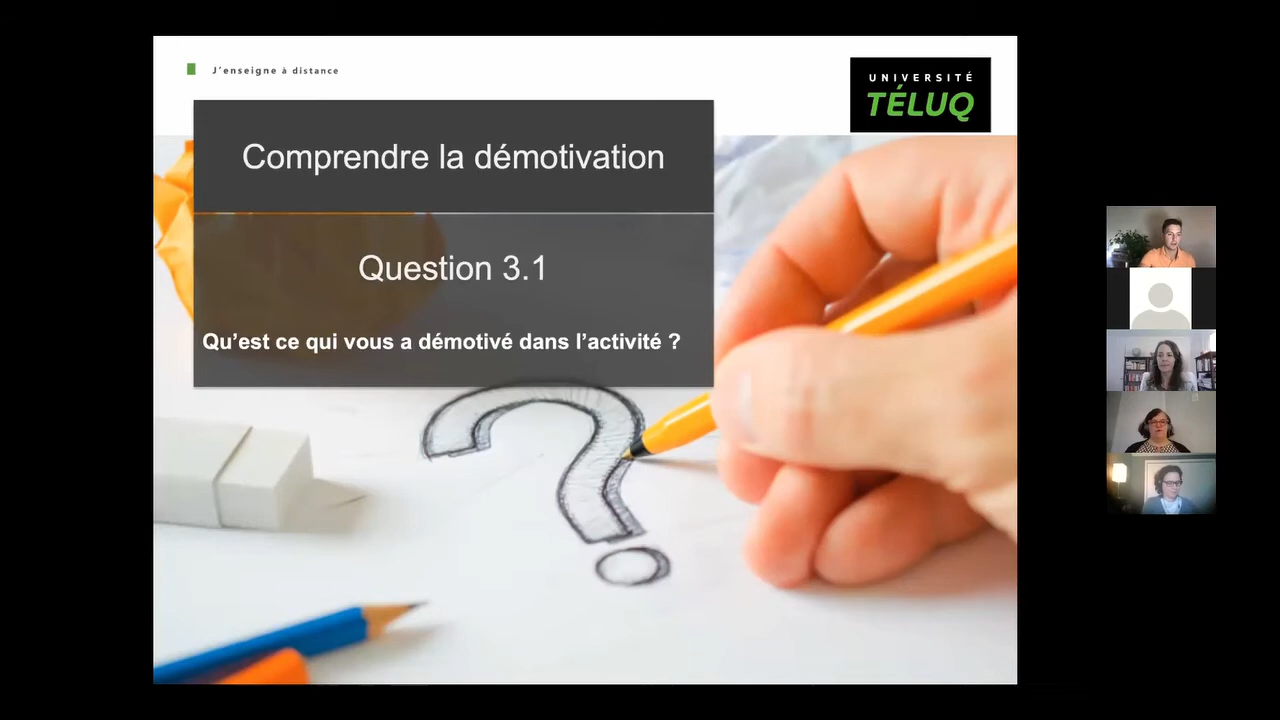 J'enseigne à distance
UNIVERSITÉ
TÉLUQ
Comprendre la démotivation
Question 3.1
Qu'est ce qui vous a démotivé dans l'activité ?